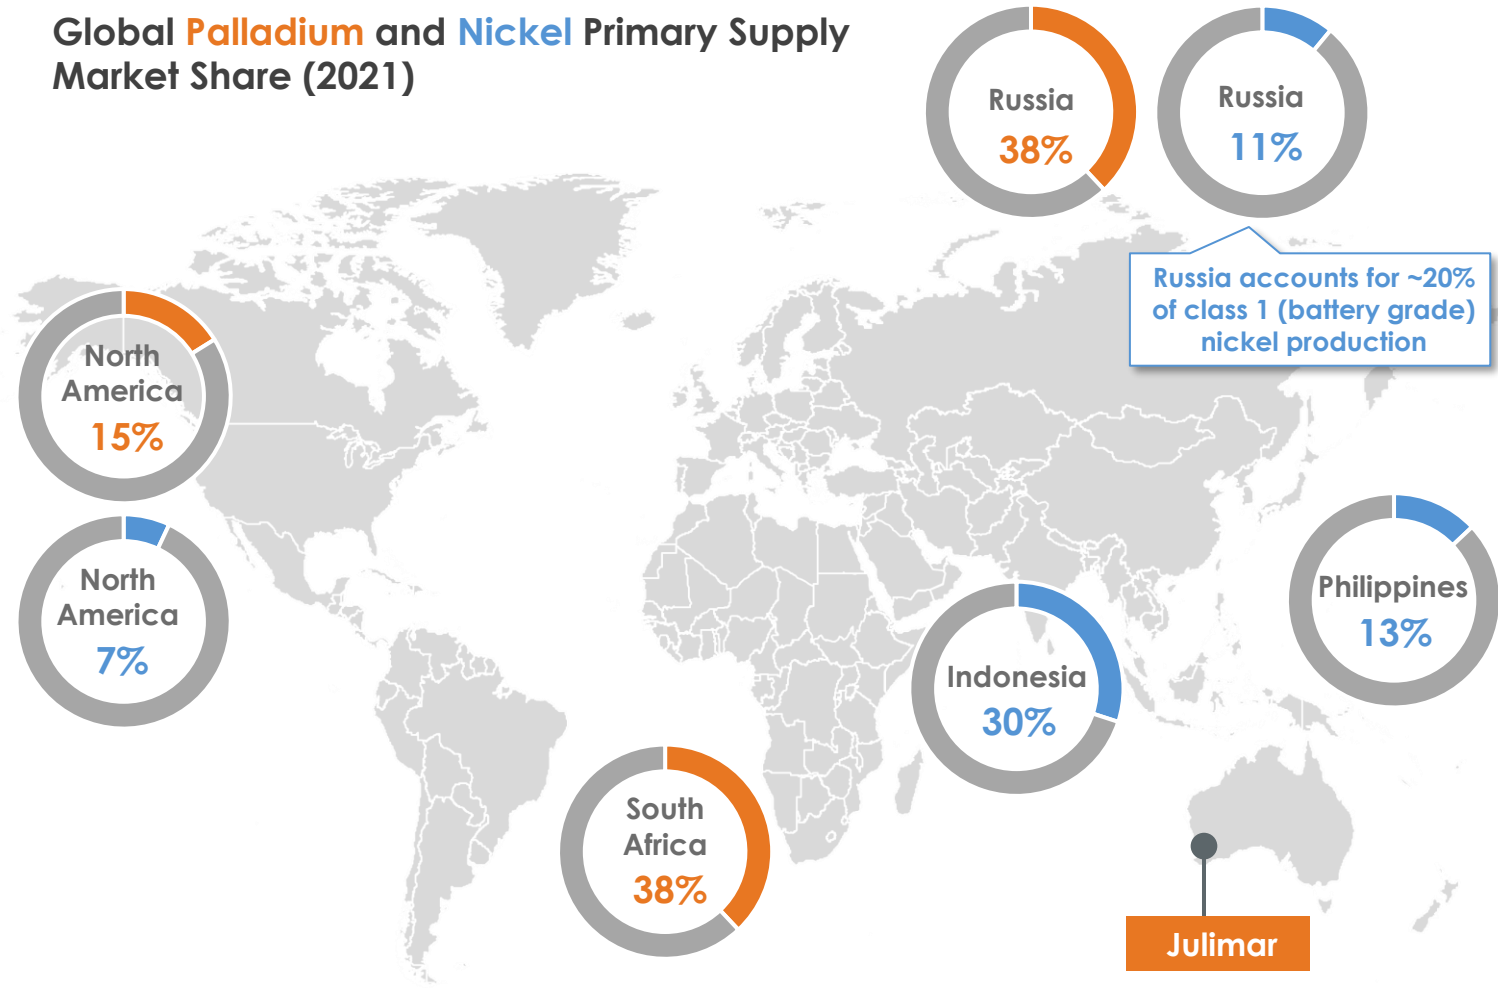 Global Palladium and Nickel Primary Supply
Market Share (2021)
Russia
38%
Russia
11%
Russia accounts for ~20%
of class 1 (battery grade)
nickel production
North
America
15%
North
America
7%
Philippines
13%
Indonesia
30%
South
Africa
38%
Julimar